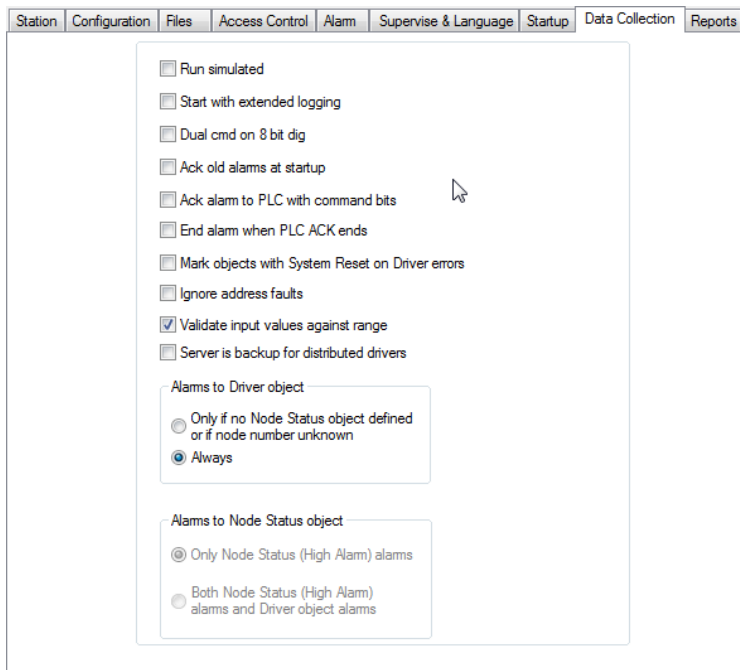 Station Configuration Files Access Control Alarm Supervise & Language Startup Data Collection Reports
Run simulated
Start with extended logging
Dual cmd on 8 bit dig
Ack old alarms at startup
Ack alarm to PLC with command bits
End alarm when PLC ACK ends
Mark objects with System Reset on Driver errors
Ignore address faults
Validate input values against range
Server is backup for distributed drivers
Alarms to Driver object
Only if no Node Status object defined
or if node number unknown
Always
Alarms to Node Status object
Only Node Status (High Alarm) alarms
Both Node Status (High Alarm)
alarms and Driver object alarms